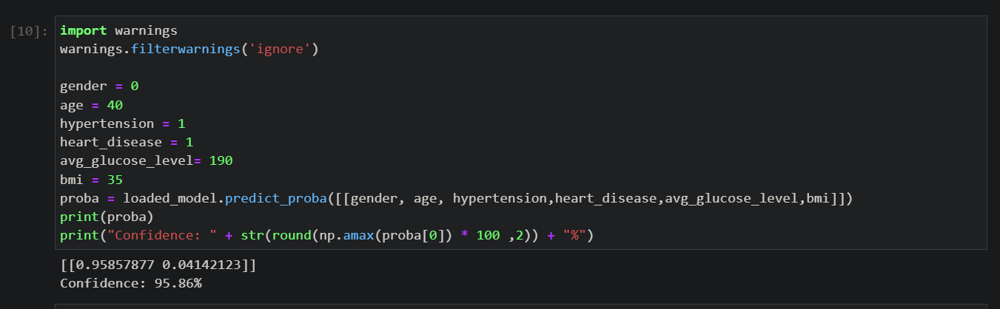 [10]:
import warnings
warnings.filterwarnings('ignore')
gender = 0
age = 40
hypertension = 1
heart_disease = 1
avg_glucose_level= 190
bmi = 35
proba = loaded_model.predict_proba([[gender, age, hypertension,heart_disease,avg_glucose_level,bmi]])
print(proba)
print("Confidence: " + str(round(np.amax(proba[0]) * 100 ,2)) + "%")
[[0.95857877 0.04142123]]
Confidence: 95.86%